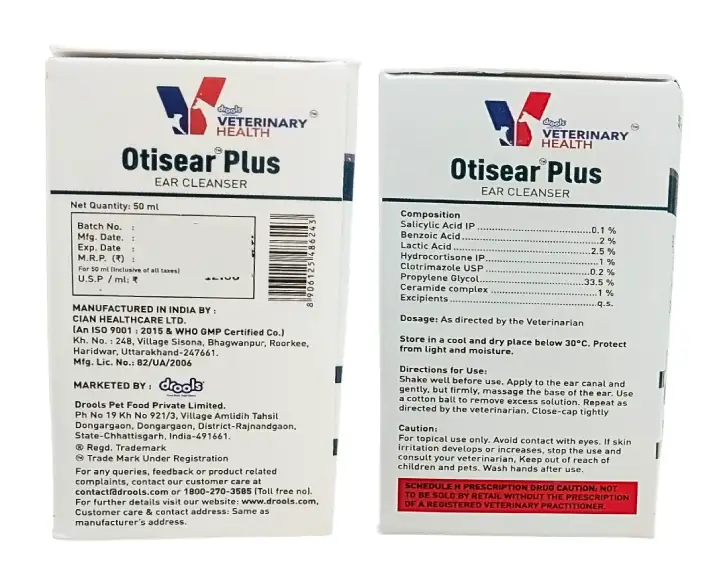 drools
VETERINARY™
HEALTH
Otisear™ Plus
EAR CLEANSER
Net Quantity: 50 ml
Batch No. :
Mfg. Date. :
Exp. Date :
M.R.P. (₹) :
For 50 ml (Inclusive of all taxes)
U.S.P / ml: ₹
8906125486243
MANUFACTURED IN INDIA BY :
CIAN HEALTHCARE LTD.
(An ISO 9001 : 2015 & WHO GMP Certified Co.)
Kh. No. : 248, Village Sisona, Bhagwanpur, Roorkee,
Haridwar, Uttarakhand-247661.
Mfg. Lic. No.: 82/UA/2006
MARKETED BY : drools
Drools Pet Food Private Limited.
Ph No 19 Kh No 921/3, Village Amlidih Tahsil
Dongargaon, Dongargaon, District-Rajnandgaon,
State-Chhattisgarh, India-491661.
® Regd. Trademark
™ Trade Mark Under Registration
For any queries, feedback or product related
complaints, contact our customer care at
contact@drools.com or 1800-270-3585 (Toll free no).
For further details visit our website: www.drools.com,
Customer care & contact address: Same as
manufacturer's address.
drools
VETERINARY™
HEALTH
Otisear™ Plus
EAR CLEANSER
Composition
Salicylic Acid IP ..............................0.1 %
Benzoic Acid ....................................2 %
Lactic Acid ......................................2.5 %
Hydrocortisone IP............................1 %
Clotrimazole USP ............................0.2 %
Propylene Glycol..............................33.5 %
Ceramide complex ..........................1 %
Excipients........................................q.s.
Dosage: As directed by the Veterinarian
Store in a cool and dry place below 30°C. Protect
from light and moisture.
Directions for Use:
Shake well before use. Apply to the ear canal and
gently, but firmly, massage the base of the ear. Use
a cotton ball to remove excess solution. Repeat as
directed by the veterinarian. Close-cap tightly
Caution:
For topical use only. Avoid contact with eyes. If skin
irritation develops or increases, stop the use and
consult your veterinarian, Keep out of reach of
children and pets. Wash hands after use.
SCHEDULE H PRESCRIPTION DRUG CAUTION: NOT
TO BE SOLD BY RETAIL WITHOUT THE PRESCRIPTION
OF A REGISTERED VETERINARY PRACTITIONER.